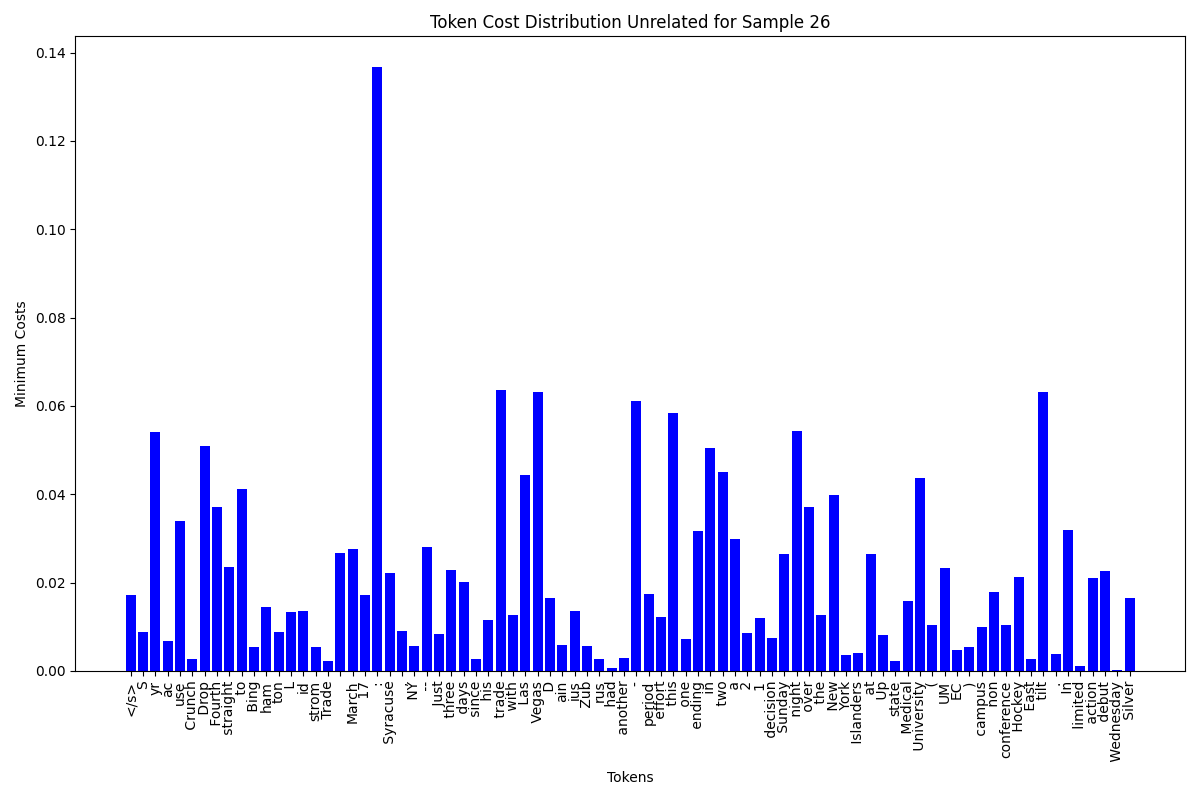 Token Cost Distribution Unrelated for Sample 26
Minimum Costs
0.14
0.12
0.10
0.08
0.06
0.04
0.02
0.00
</s>
S
yr
ac
use
Crunch
Drop
Fourth
straight
to
Bing
ham
ton
L
id
strom
Trade
March
17
:
Syracuse
,
NY
--
Just
three
days
since
his
trade
with
Las
Vegas
D
ain
ius
Zub
rus
had
another
-
period
effort
this
one
ending
in
two
a
2
1
decision
Sunday
night
over
the
New
York
Islanders
at
Up
state
Medical
University
(
UM
EC
)
campus
non
conference
Hockey
East
tilt
.
In
limited
action
debut
Wednesday
Silver
Tokens